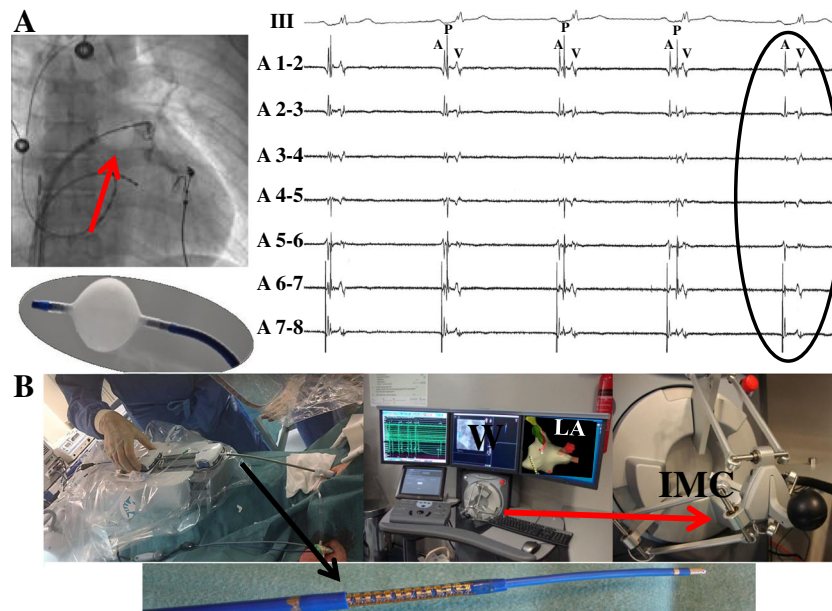 A
III
P P P
A A A A
V V V V
A 1-2
A 2-3
A 3-4
A 4-5
A 5-6
A 6-7
A 7-8
B
W
LA
IMC